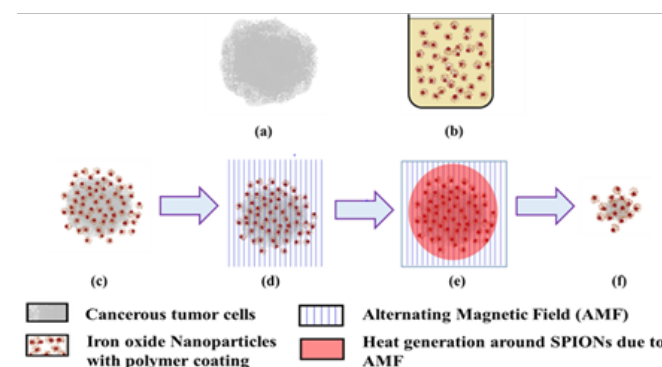 (a)
(b)
(c)
(d)
(e)
(f)
Cancerous tumor cells
Alternating Magnetic Field (AMF)
Iron oxide Nanoparticles
with polymer coating
Heat generation around SPIONs due to
AMF